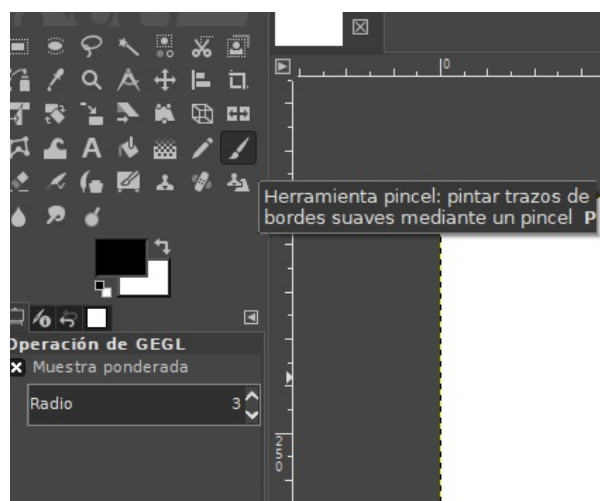 0
Herramienta pincel: pintar trazos de
bordes suaves mediante un pincel P
Operación de GEGL
Muestra ponderada
Radio 3
2
5
0